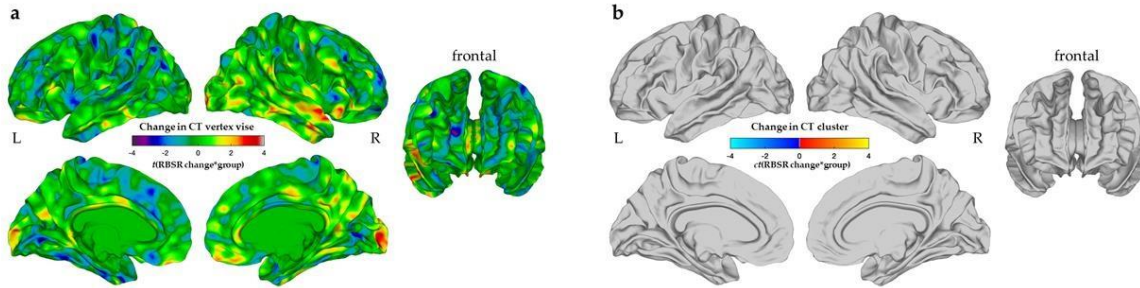 a
frontal
L
Change in CT vertex vise
R
-4 -2 0 2 4
t(RBSR change*group)
b
frontal
L
Change in CT cluster
R
-4 -2 0 2 4
ct(RBSR change*group)